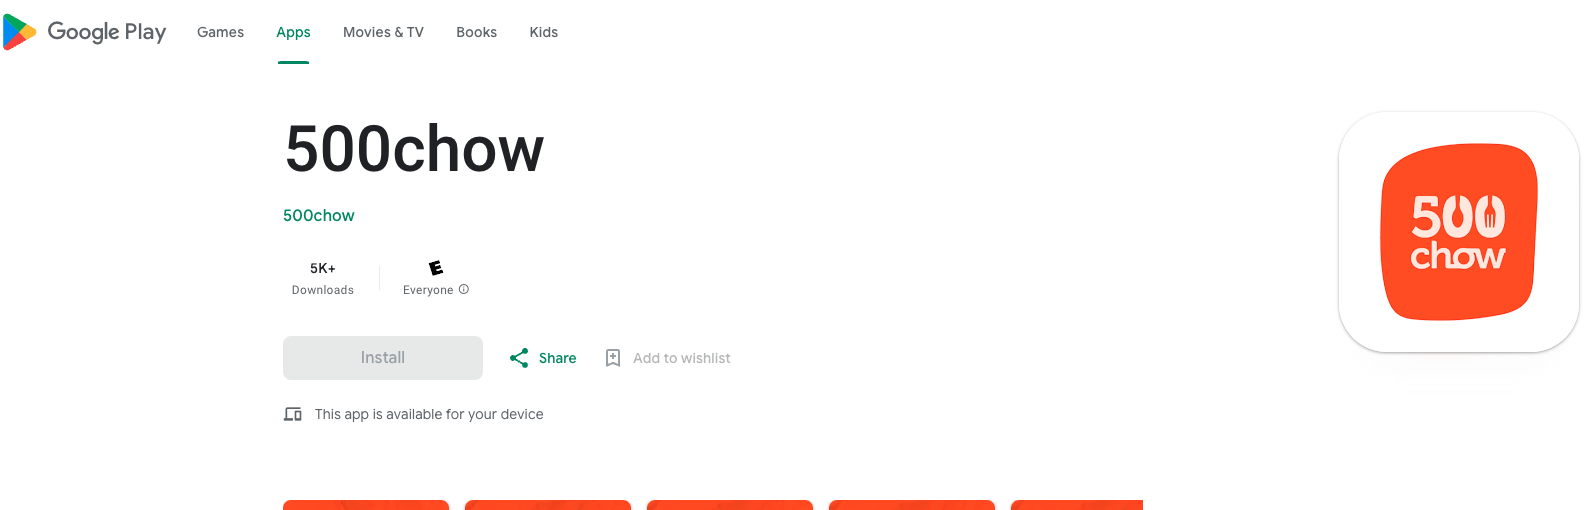 Google Play Games Apps Movies & TV Books Kids
500chow
500chow
5K+
Downloads
E
Everyone
Install Share Add to wishlist
This app is available for your device
500
chow